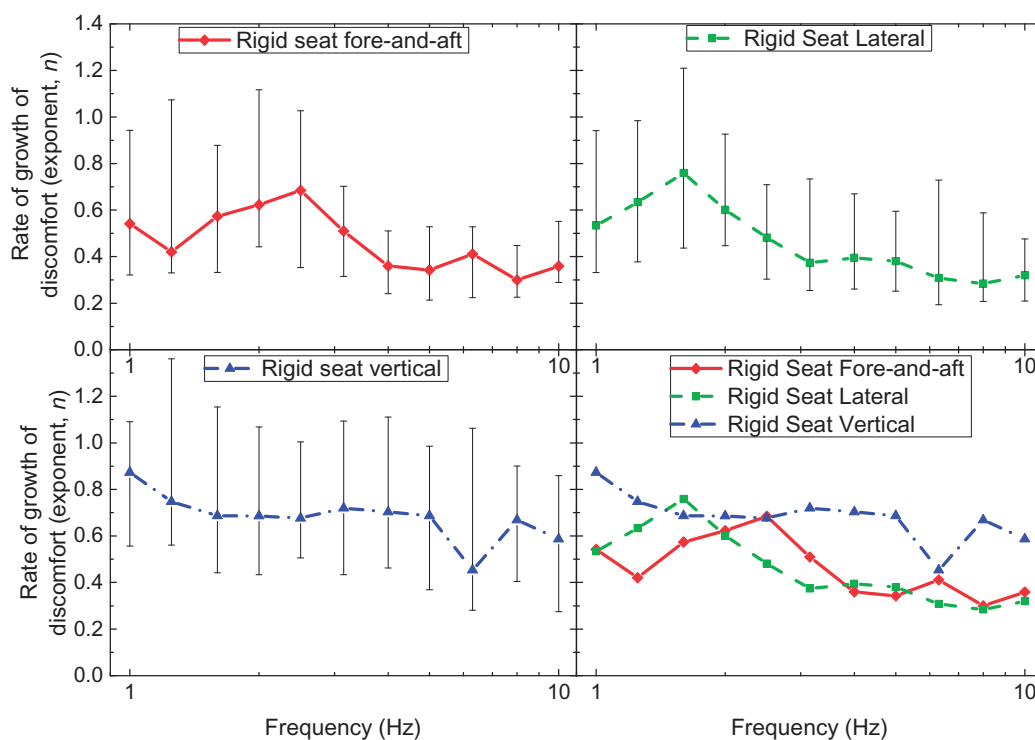 Rigid seat fore-and-aft
Rigid Seat Lateral
1.4
1.2
1.0
0.8
0.6
0.4
0.2
0.0
Rate of growth of
discomfort (exponent, n)
1 10 1 10
Rigid seat vertical
Rigid Seat Fore-and-aft
Rigid Seat Lateral
Rigid Seat Vertical
1.2
1.0
0.8
0.6
0.4
0.2
0.0
Rate of growth of
discomfort (exponent, n)
1 10 1 10
Frequency (Hz) Frequency (Hz)